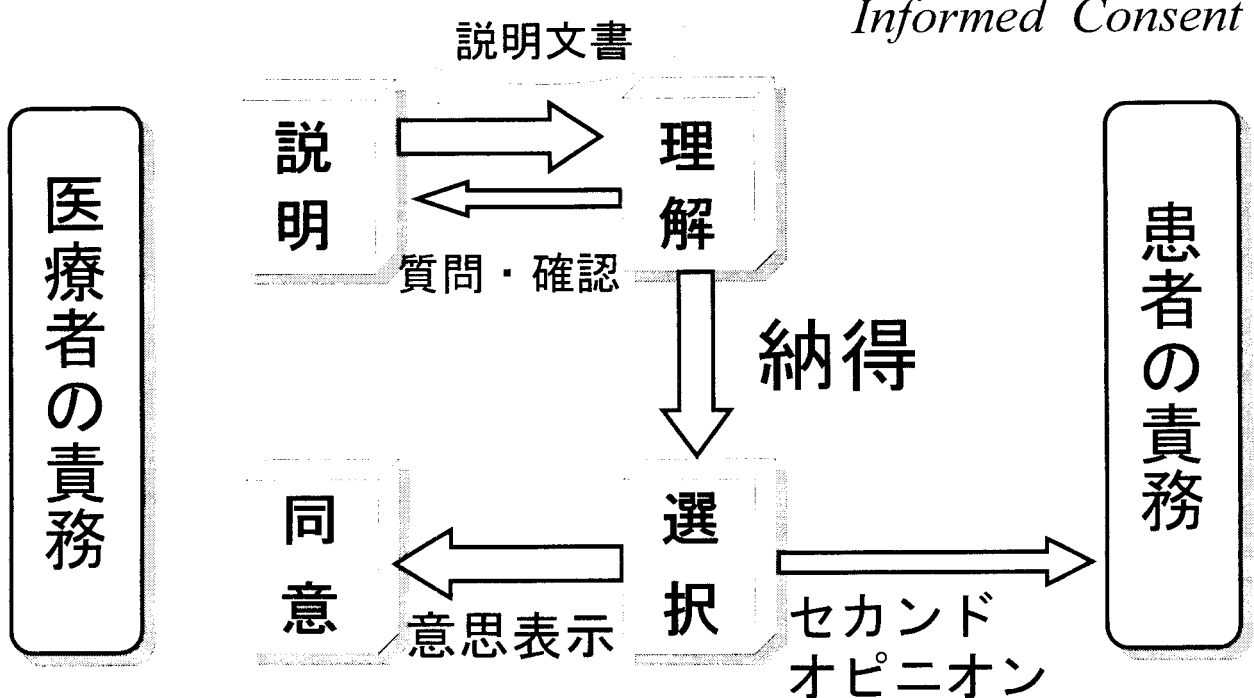 Informed Consent
説明文書
医療者の責務
説明
理解
質問・確認
納得
患者の責務
同意
選択
意思表示
セカンド
オピニオン